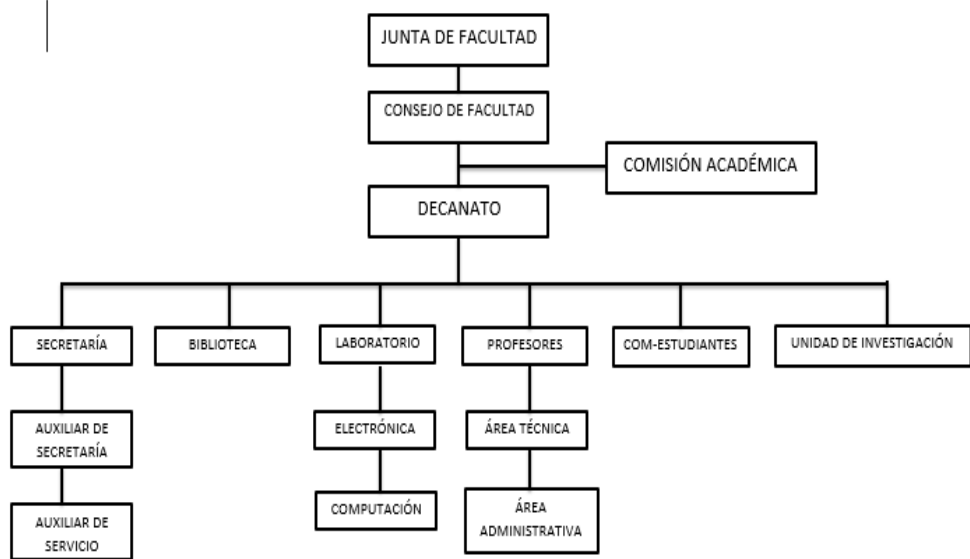 JUNTA DE FACULTAD
CONSEJO DE FACULTAD
COMISIÓN ACADÉMICA
DECANATO
SECRETARÍA
BIBLIOTECA
LABORATORIO
PROFESORES
COM-ESTUDIANTES
UNIDAD DE INVESTIGACIÓN
AUXILIAR DE
SECRETARÍA
ELECTRÓNICA
ÁREA TÉCNICA
COMPUTACIÓN
ÁREA
ADMINISTRATIVA
AUXILIAR DE
SERVICIO